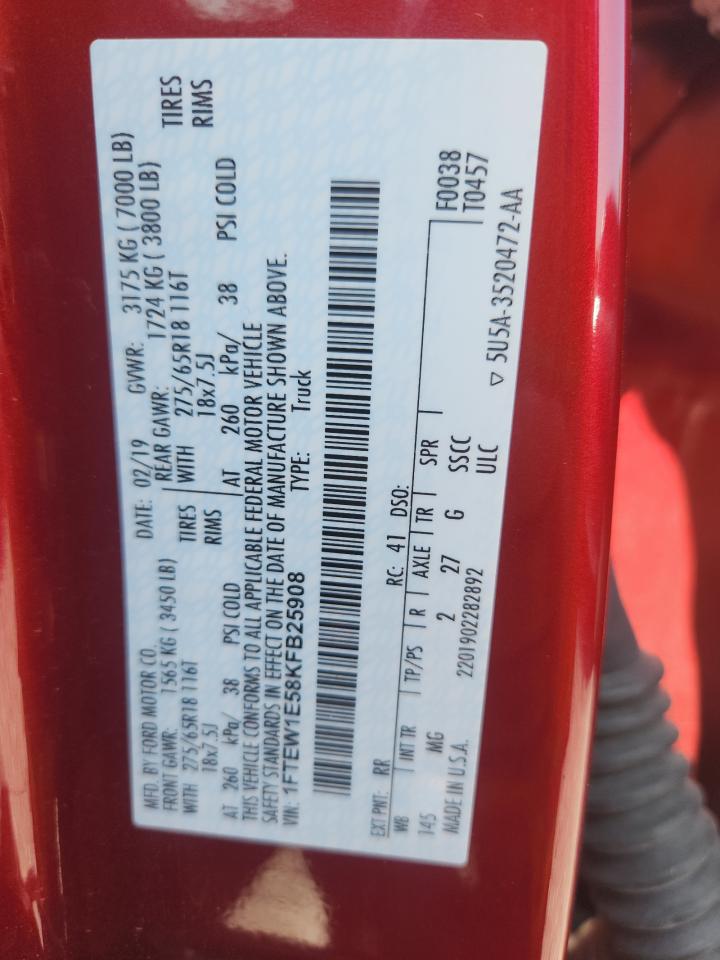 MFD. BY FORD MOTOR CO. DATE: 02/19 GVWR: 3175 KG ( 7000 LB)
FRONT GAWR: 1565 KG ( 3450 LB) REAR GAWR: 1724 KG ( 3800 LB)
WITH 275/65R18 116T TIRES WITH 275/65R18 116T TIRES
18x7.5J RIMS 18x7.5J RIMS
AT 260 kPa/ 38 PSI COLD AT 260 kPa/ 38 PSI COLD
THIS VEHICLE CONFORMS TO ALL APPLICABLE FEDERAL MOTOR VEHICLE
SAFETY STANDARDS IN EFFECT ON THE DATE OF MANUFACTURE SHOWN ABOVE.
VIN: 1FTEW1E58KFB25908 TYPE: Truck
EXT PNT: RR RC: 41 DSO: F0038
WB INT TR TP/PS R AXLE TR SPR T0457
145 MG 2 27 G SSCC
MADE IN U.S.A. 2201902282892 ULC ▽ 5U5A-3520472-AA